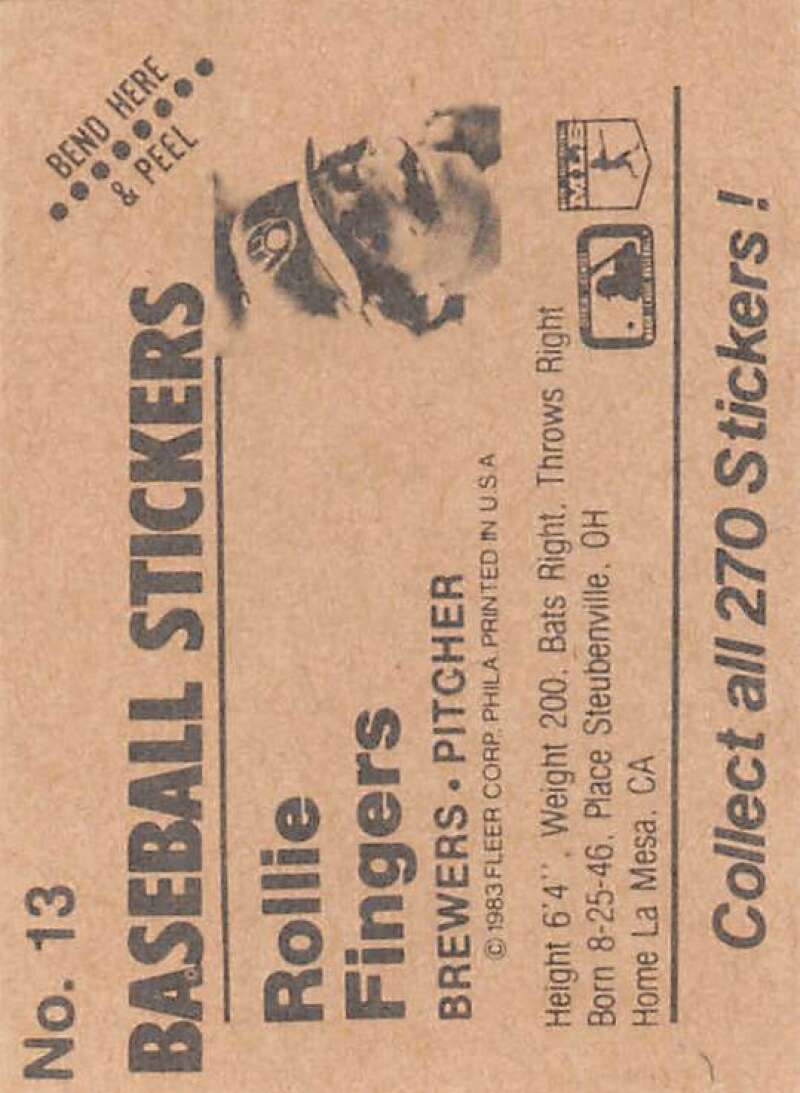 No. 13
BEND HERE
& PEEL
BASEBALL STICKERS
Rollie
Fingers
BREWERS • PITCHER
© 1983 FLEER CORP. PHILA. PRINTED IN U.S.A
Height 6'4'', Weight 200, Bats Right, Throws Right
Born 8-25-46, Place Steubenville, OH
Home La Mesa, CA
MLB
Collect all 270 Stickers!